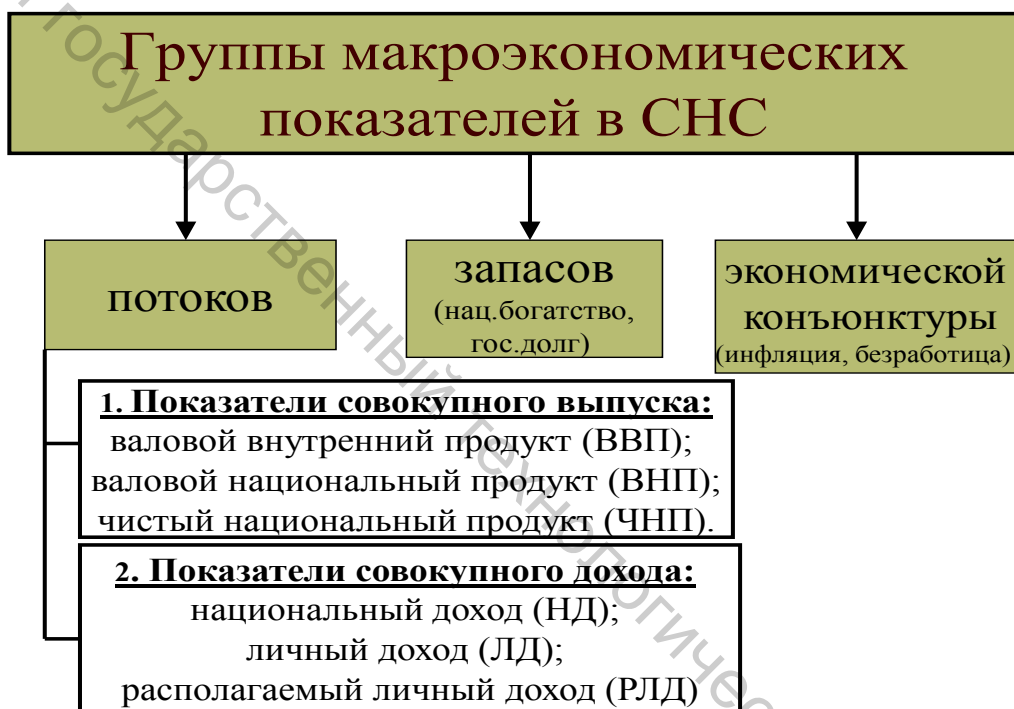 Группы макроэкономических
показателей в СНС
потоков
запасов
(нац.богатство,
гос.долг)
экономической
конъюнктуры
(инфляция, безработица)
1. Показатели совокупного выпуска:
валовой внутренний продукт (ВВП);
валовой национальный продукт (ВНП);
чистый национальный продукт (ЧНП).
2. Показатели совокупного дохода:
национальный доход (НД);
личный доход (ЛД);
располагаемый личный доход (РЛД)
государственный